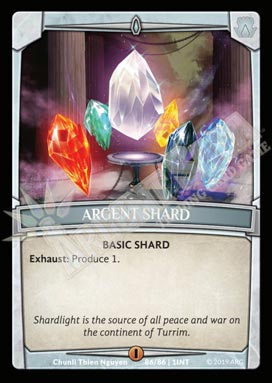 ARGENT SHARD
BASIC SHARD
Exhaust: Produce 1.
Shardlight is the source of all peace and war on
the continent of Turrim.
Chunli Thien Nguyen 86/86 | 1INT © 2019 ARG